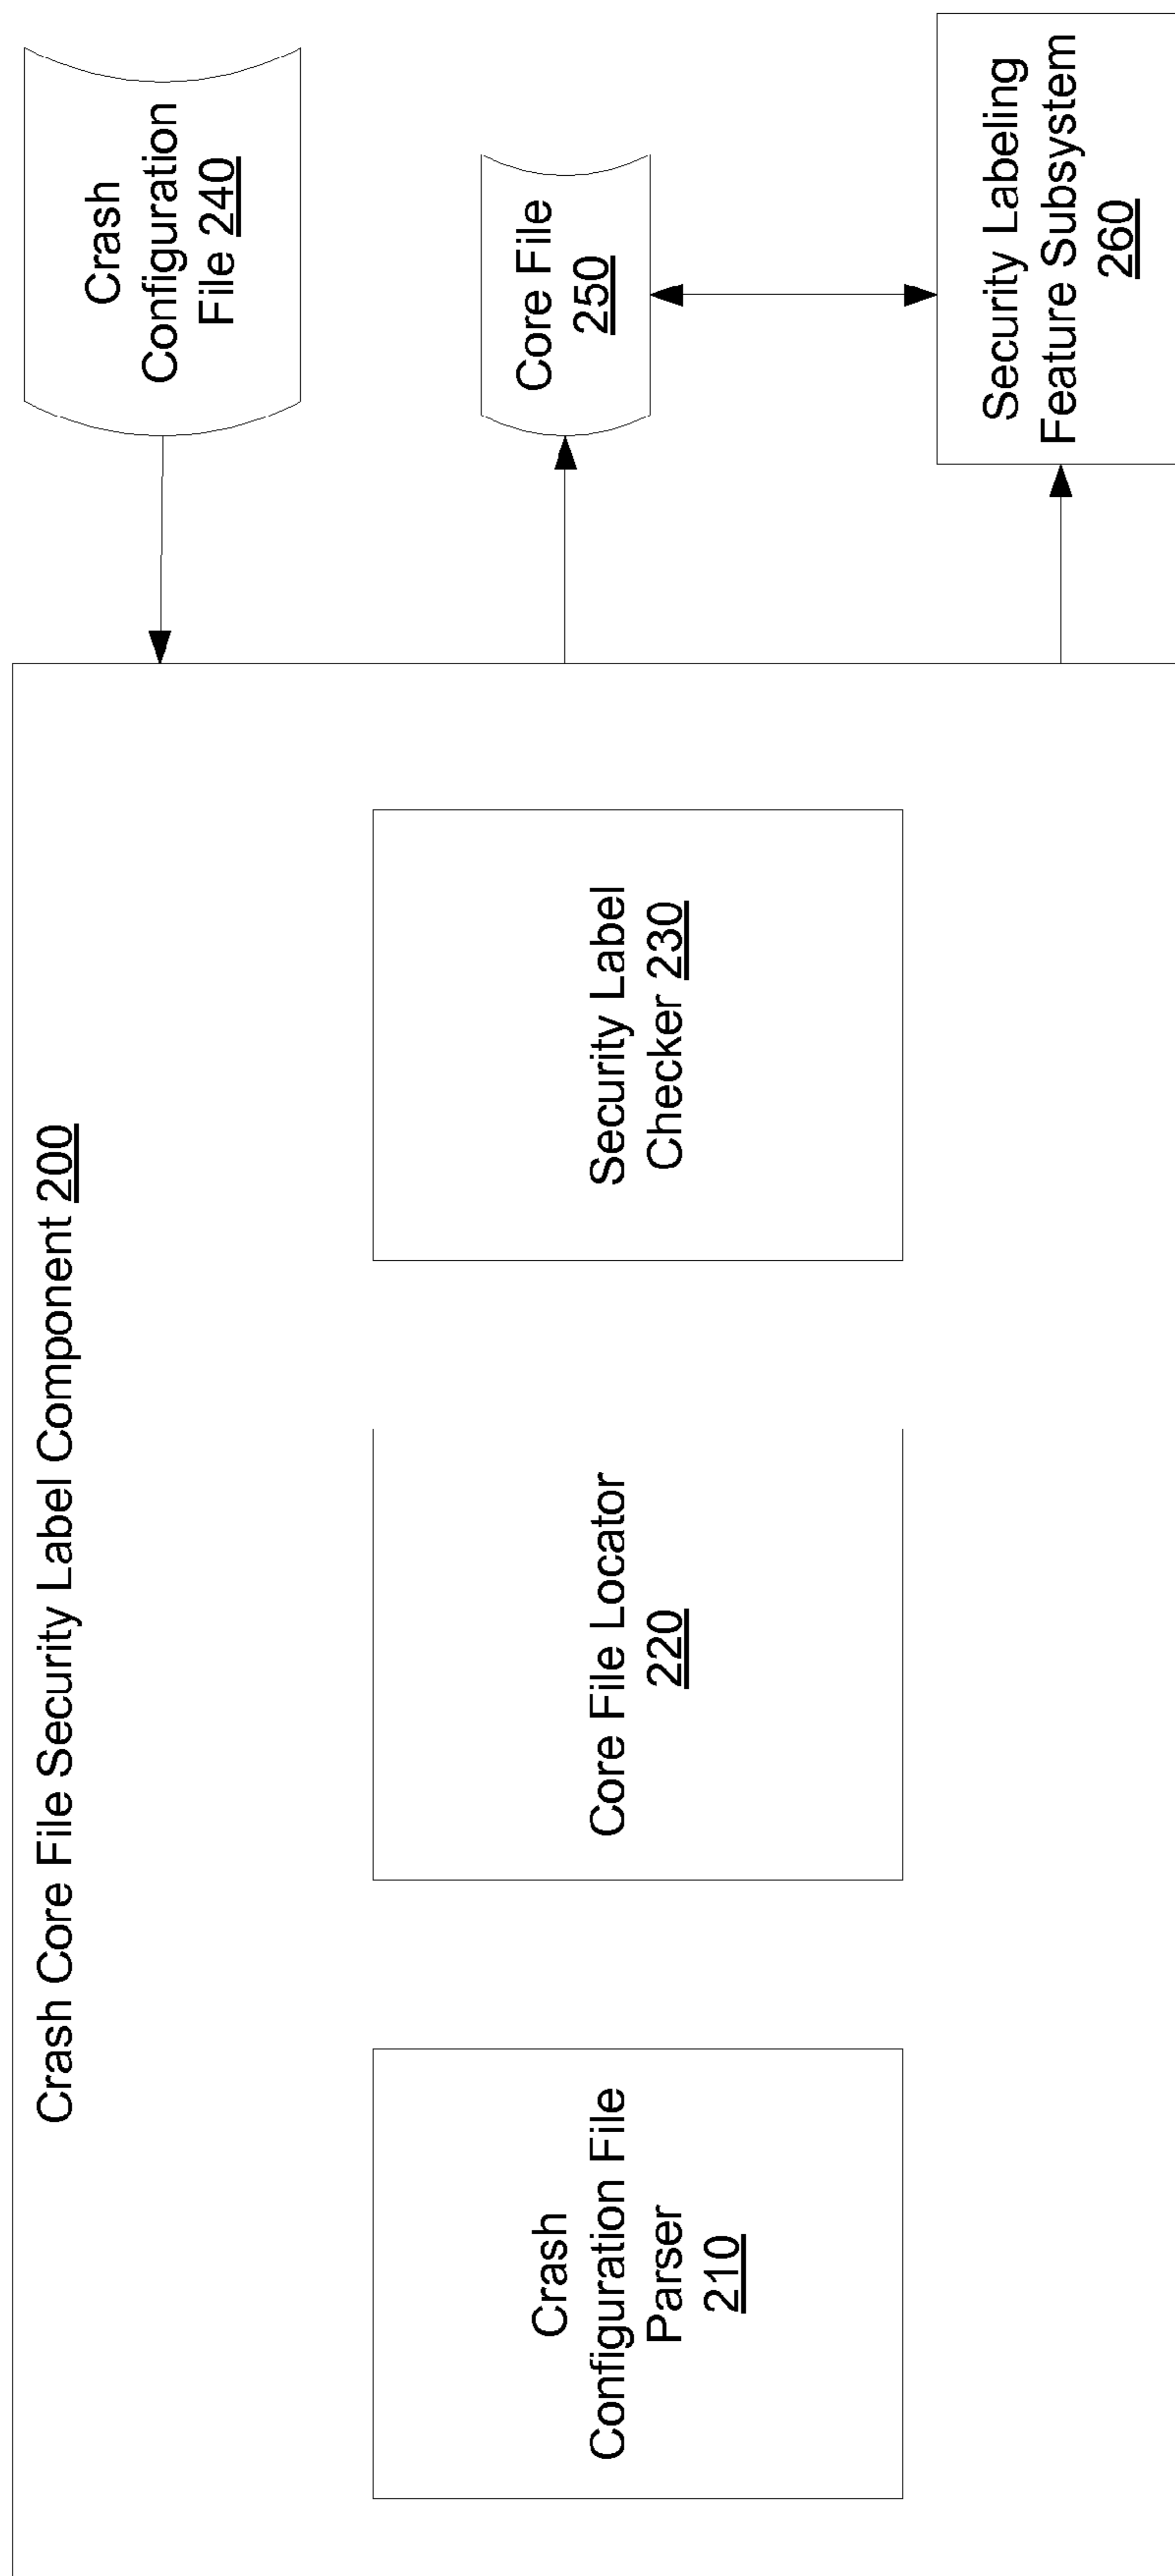 Crash Core File Security Label Component 200
Crash
Configuration File
Parser
210
Core File Locator
220
Security Label
Checker 230
Crash
Configuration
File 240
Core File
250
Security Labeling
Feature Subsystem
260